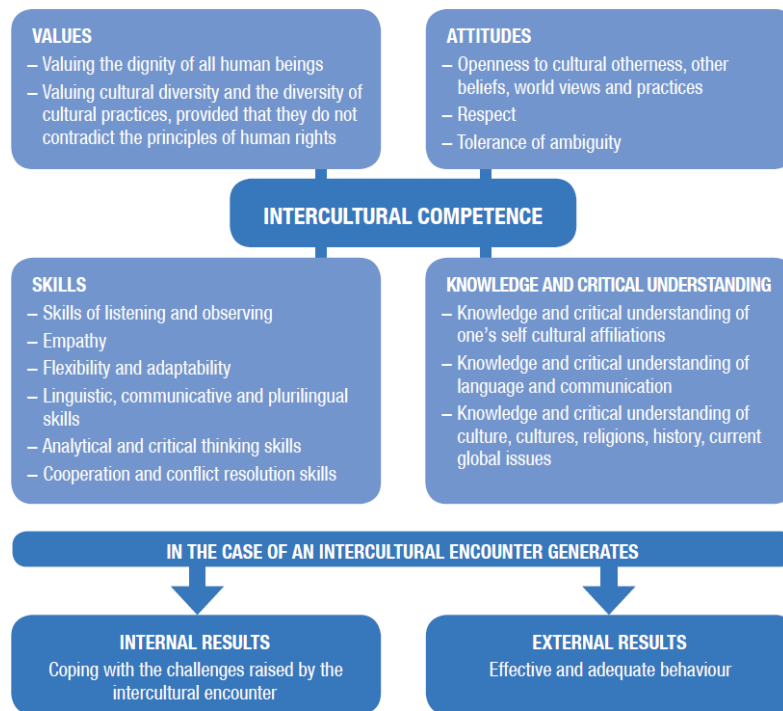 VALUES
– Valuing the dignity of all human beings
– Valuing cultural diversity and the diversity of
cultural practices, provided that they do not
contradict the principles of human rights
ATTITUDES
– Openness to cultural otherness, other
beliefs, world views and practices
– Respect
– Tolerance of ambiguity
INTERCULTURAL COMPETENCE
SKILLS
– Skills of listening and observing
– Empathy
– Flexibility and adaptability
– Linguistic, communicative and plurilingual
skills
– Analytical and critical thinking skills
– Cooperation and conflict resolution skills
KNOWLEDGE AND CRITICAL UNDERSTANDING
– Knowledge and critical understanding of
one's self cultural affiliations
– Knowledge and critical understanding of
language and communication
– Knowledge and critical understanding of
culture, cultures, religions, history, current
global issues
IN THE CASE OF AN INTERCULTURAL ENCOUNTER GENERATES
INTERNAL RESULTS
Coping with the challenges raised by the
intercultural encounter
EXTERNAL RESULTS
Effective and adequate behaviour